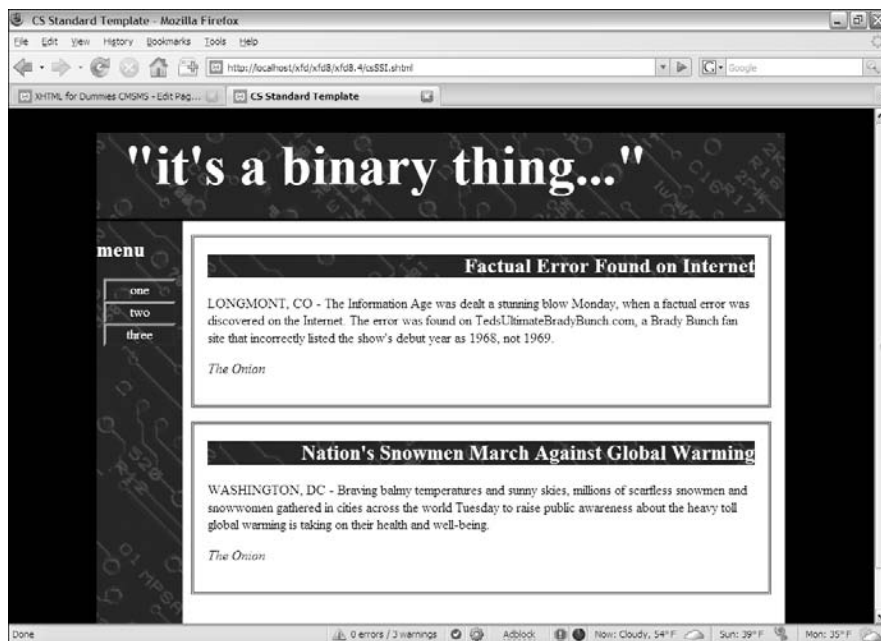 CS Standard Template - Mozilla Firefox
File Edit View History Bookmarks Tools Help
http://localhost/xfd/xfd8/xfd8.4/csSSI.shtml
Google
XHTML for Dummies CMSMS - Edit Pag...
CS Standard Template
"it's a binary thing..."
menu
one
two
three
Factual Error Found on Internet
LONGMONT, CO - The Information Age was dealt a stunning blow Monday, when a factual error was
discovered on the Internet. The error was found on TedsUltimateBradyBunch.com, a Brady Bunch fan
site that incorrectly listed the show's debut year as 1968, not 1969.
The Onion
Nation's Snowmen March Against Global Warming
WASHINGTON, DC - Braving balmy temperatures and sunny skies, millions of scarfless snowmen and
snowwomen gathered in cities across the world Tuesday to raise public awareness about the heavy toll
global warming is taking on their health and well-being.
The Onion
Done
0 errors / 3 warnings
Adblock
Now: Cloudy, 54° F
Sun: 39° F
Mon: 35° F